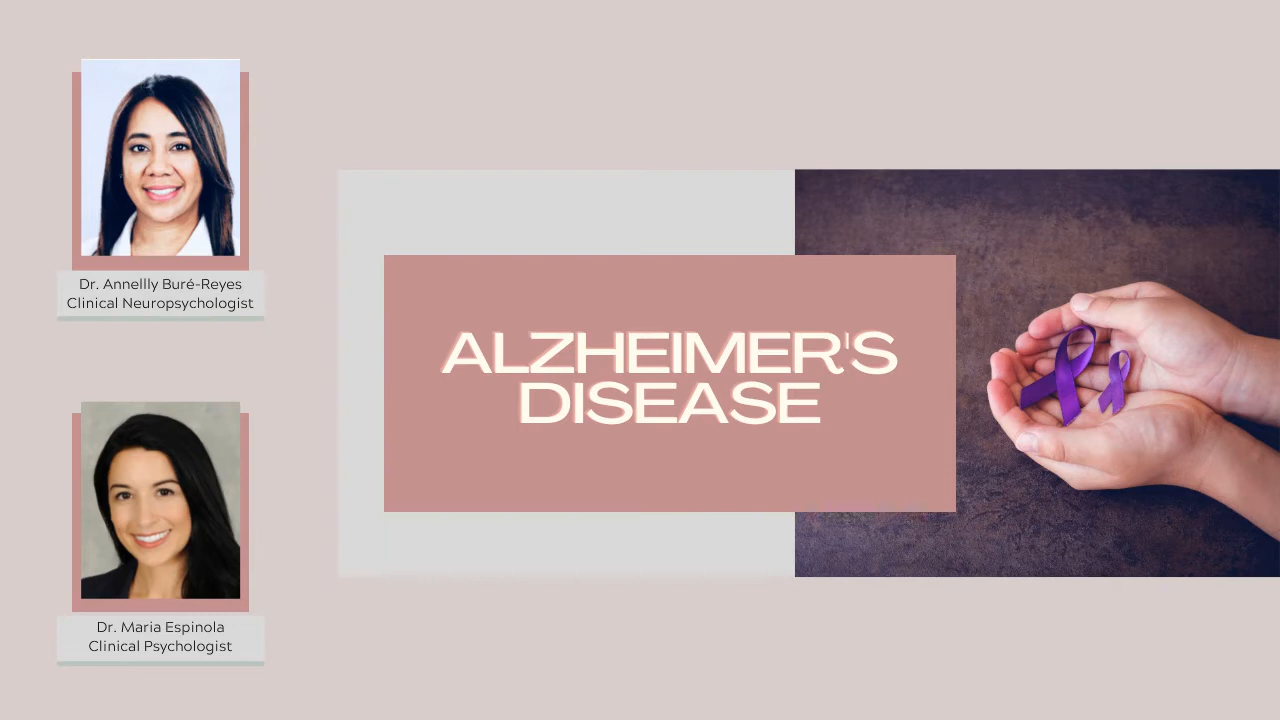 Dr. Annellly Buré-Reyes
Clinical Neuropsychologist
ALZHEIMER'S
DISEASE
Dr. Maria Espinola
Clinical Psychologist